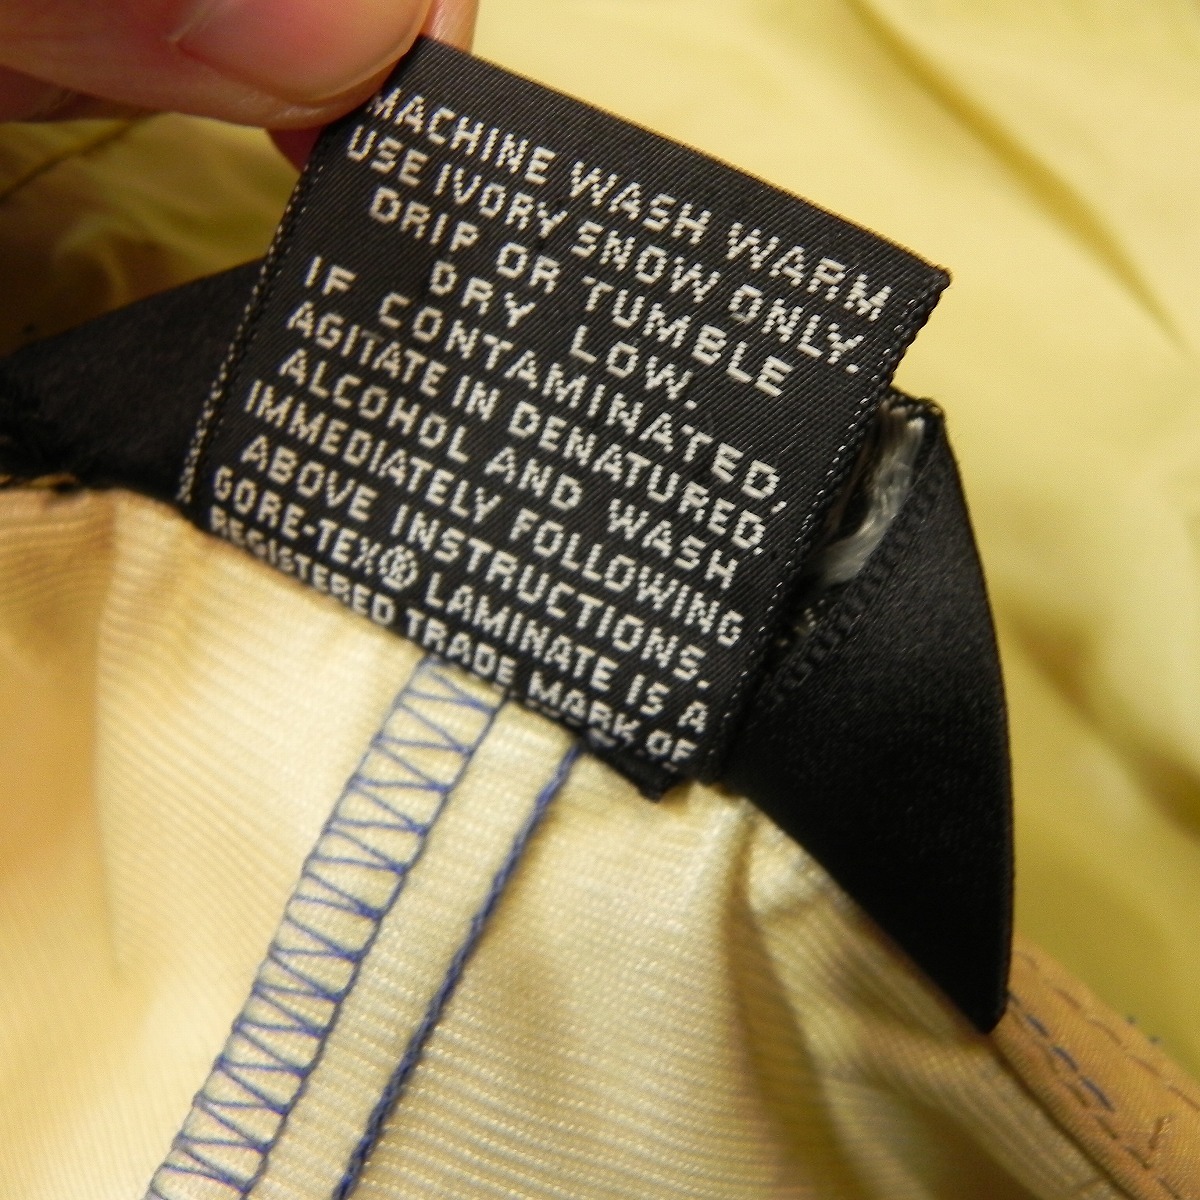 MACHINE WASH WARM
USE IVORY SNOW ONLY.
DRIP OR TUMBLE
DRY LOW.
IF CONTAMINATED,
AGITATE IN DENATURED.
ALCOHOL AND WASH
IMMEDIATELY FOLLOWING
ABOVE INSTRUCTIONS.
GORE-TEX® LAMINATE IS A
REGISTERED TRADE MARK OF